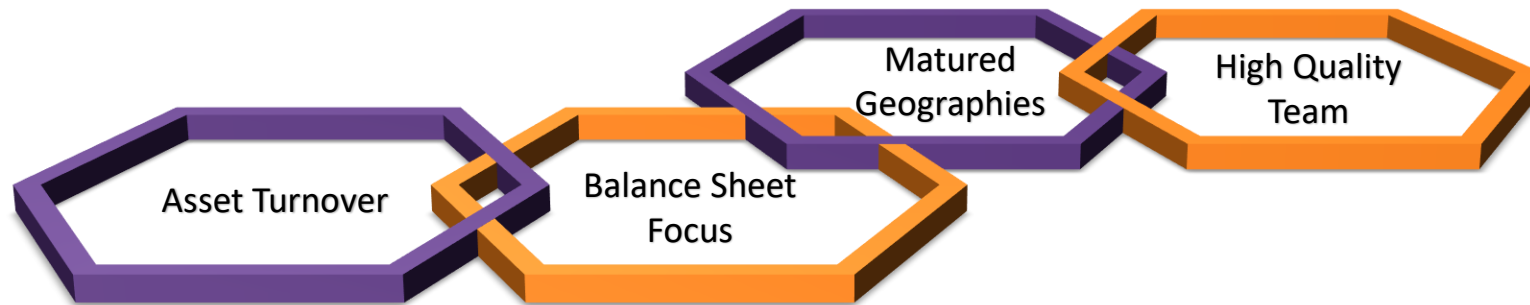 Asset Turnover
Balance Sheet
Focus
Matured
Geographies
High Quality
Team